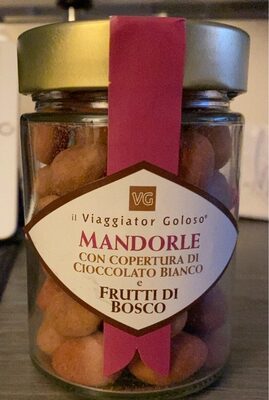 VG
il Viaggiator Goloso®
MANDORLE
CON COPERTURA DI
CIOCCOLATO BIANCO
e
FRUTTI DI
BOSCO